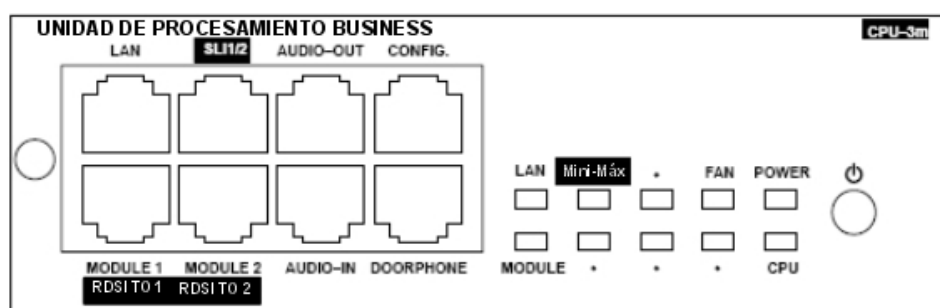 UNIDAD DE PROCESAMIENTO BUSINESS
CPU–3m
LAN SLI1/2 AUDIO–OUT CONFIG.
LAN Mini-Máx • FAN POWER
MODULE 1 MODULE 2 AUDIO–IN DOORPHONE MODULE • • • CPU
RDSI TO 1 RDSI TO 2